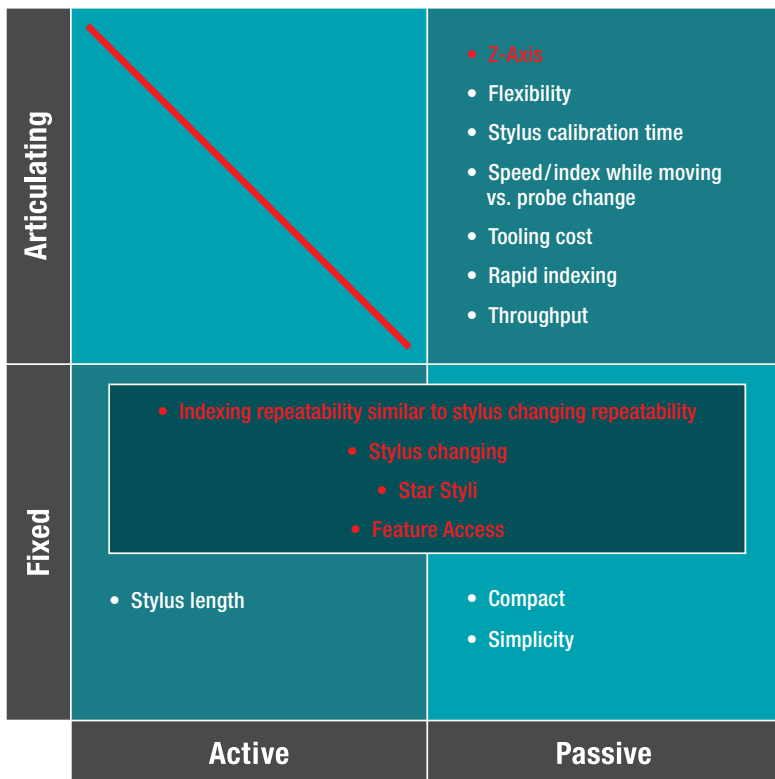 Articulating
• Z-Axis
• Flexibility
• Stylus calibration time
• Speed/index while moving
vs. probe change
• Tooling cost
• Rapid indexing
• Throughput
Fixed
• Indexing repeatability similar to stylus changing repeatability
• Stylus changing
• Star Styli
• Feature Access
• Stylus length
• Compact
• Simplicity
Active
Passive